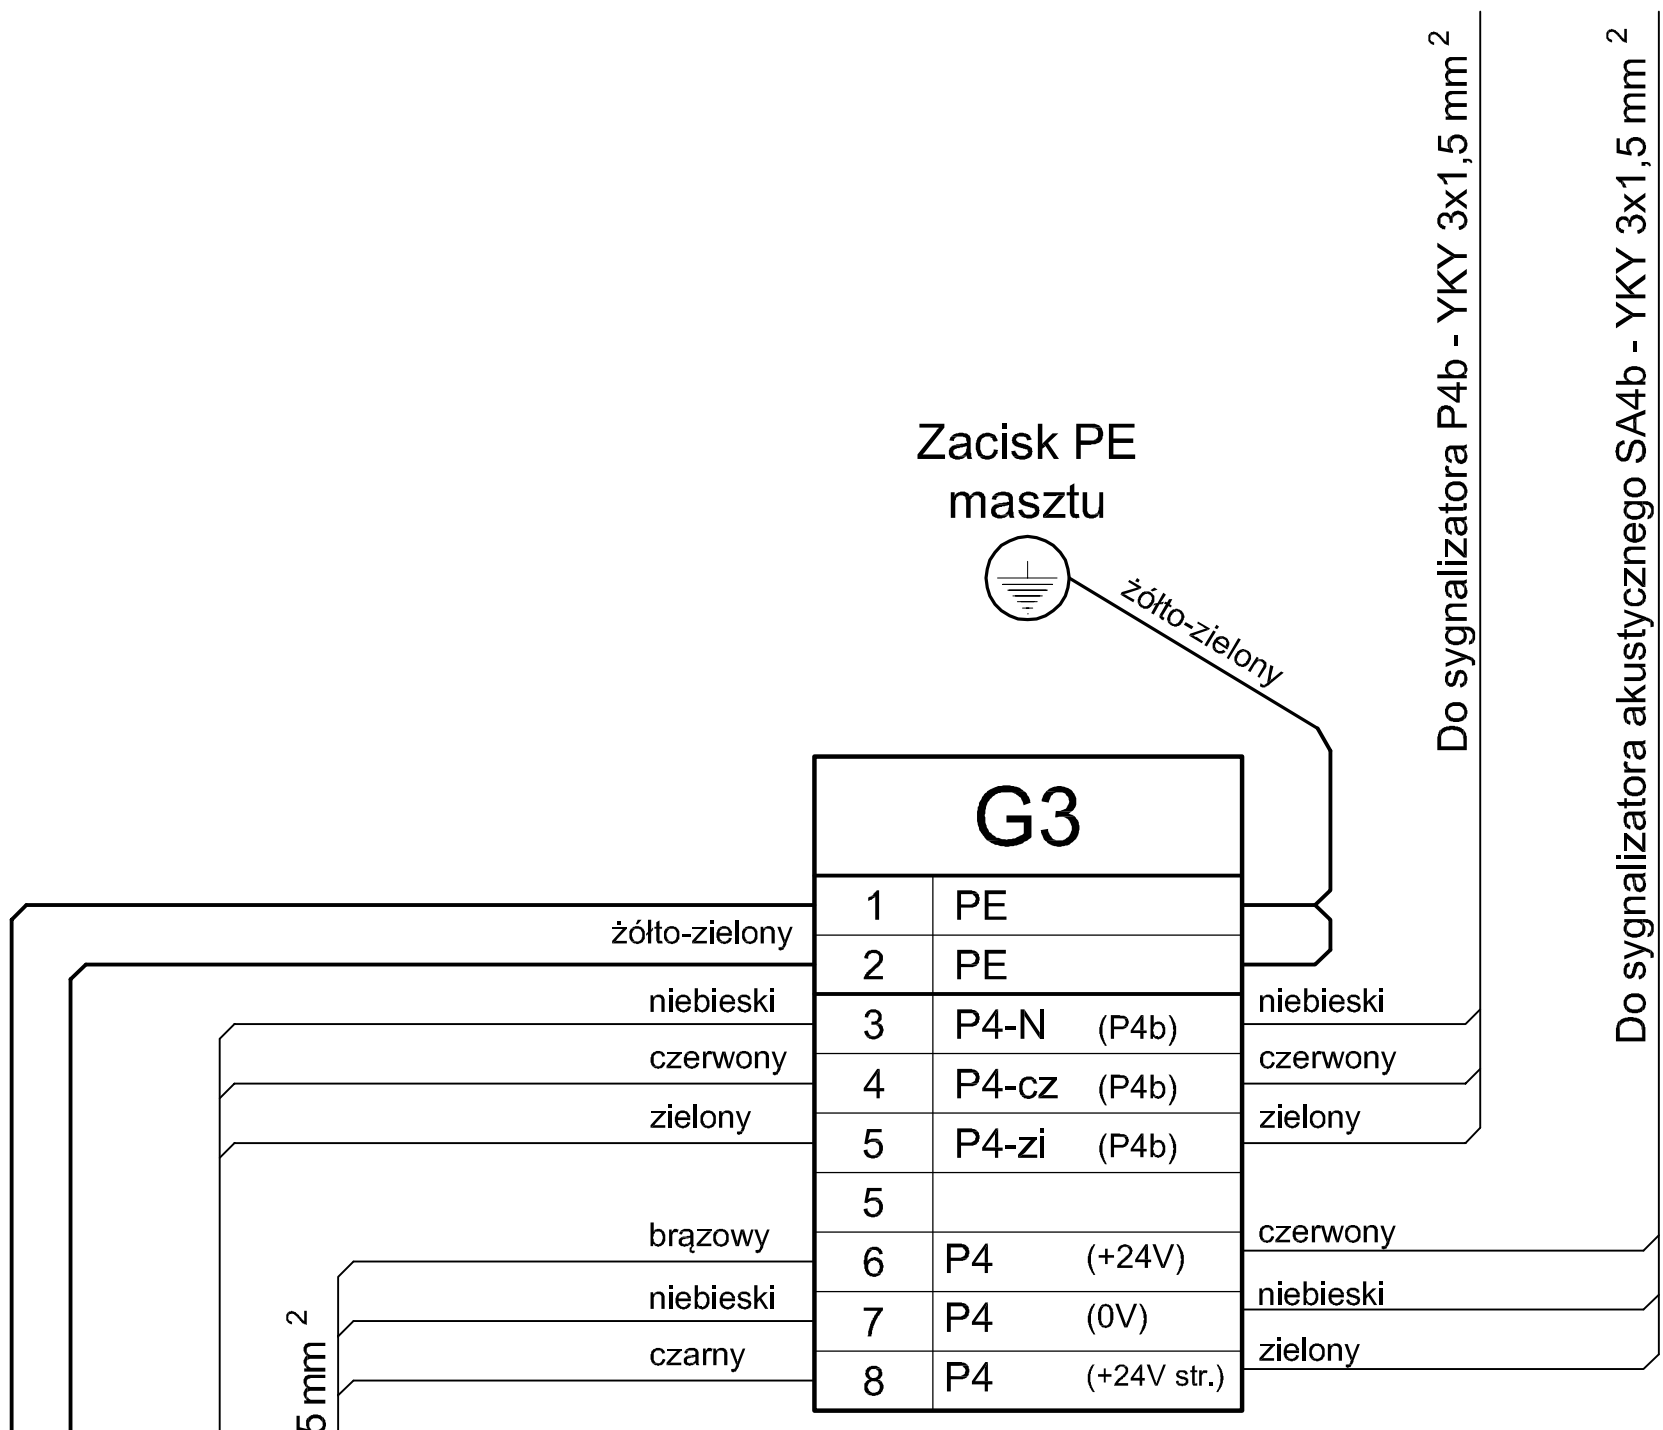 Do sygnalizatora P4b - YKY 3x1,5 mm 2
Do sygnalizatora akustycznego SA4b - YKY 3x1,5 mm 2
Zacisk PE
masztu
żółto-zielony
G3
1 PE
żółto-zielony
2 PE
niebieski niebieski
3 P4-N (P4b)
czerwony czerwony
4 P4-cz (P4b)
zielony zielony
5 P4-zi (P4b)
5
brązowy czerwony
6 P4 (+24V)
niebieski niebieski
7 P4 (0V)
czarny zielony
8 P4 (+24V str.)
5 mm 2